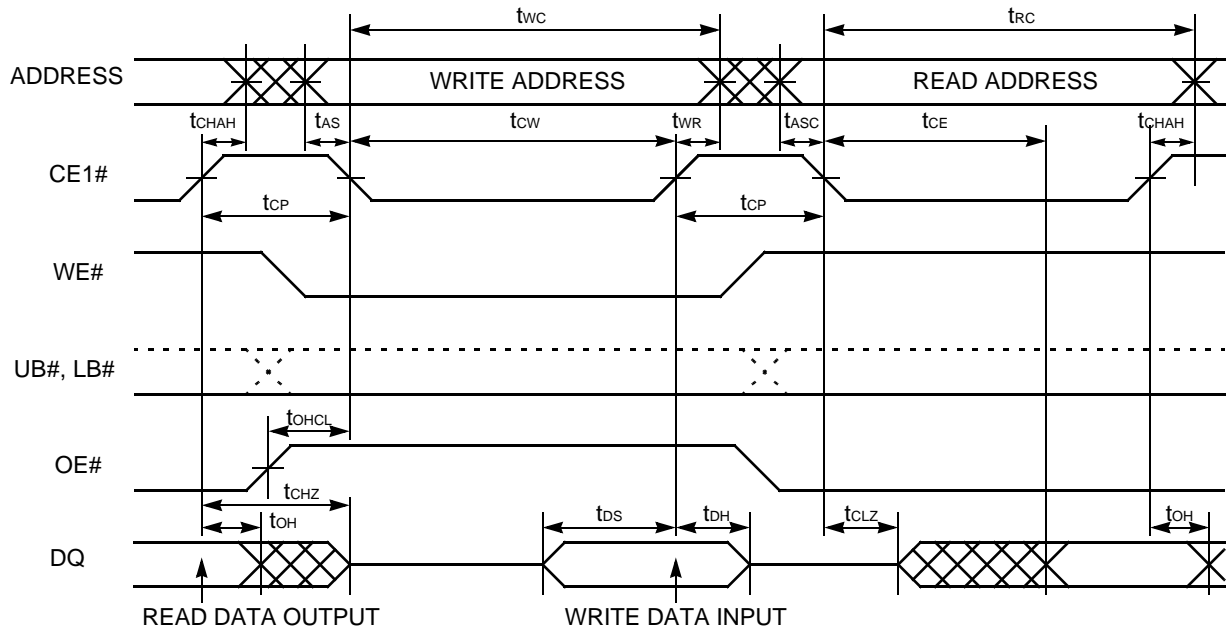 tWC
tRC
ADDRESS
WRITE ADDRESS
READ ADDRESS
tCHAH
tAS
tCW
tWR
tASC
tCE
tCHAH
CE1#
tCP
tCP
WE#
UB#, LB#
tOHCL
OE#
tCHZ
tOH
tDS
tDH
tCLZ
tOH
DQ
READ DATA OUTPUT
WRITE DATA INPUT